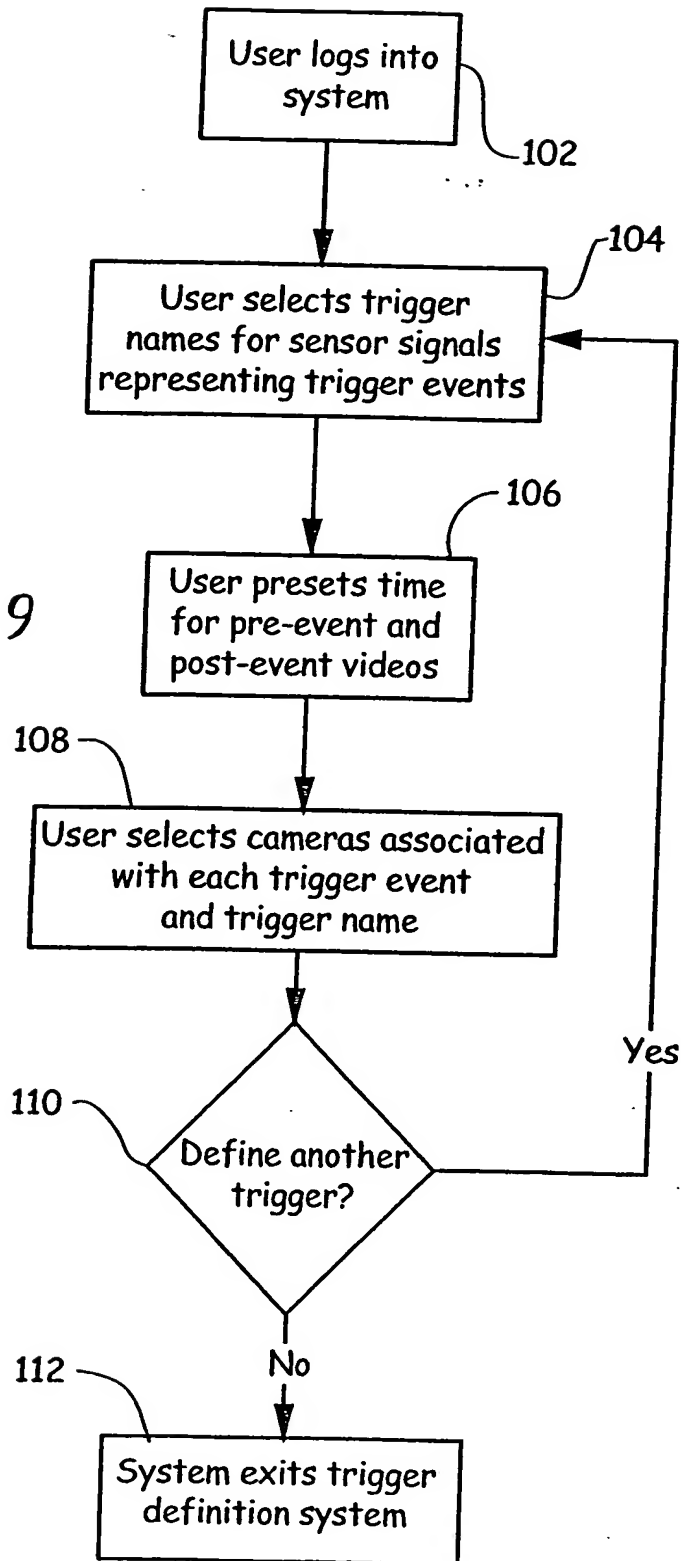 User logs into
system
102
104
User selects trigger
names for sensor signals
representing trigger events
106
User presets time
for pre-event and
post-event videos
9
108
User selects cameras associated
with each trigger event
and trigger name
Yes
110
Define another
trigger?
No
112
System exits trigger
definition system